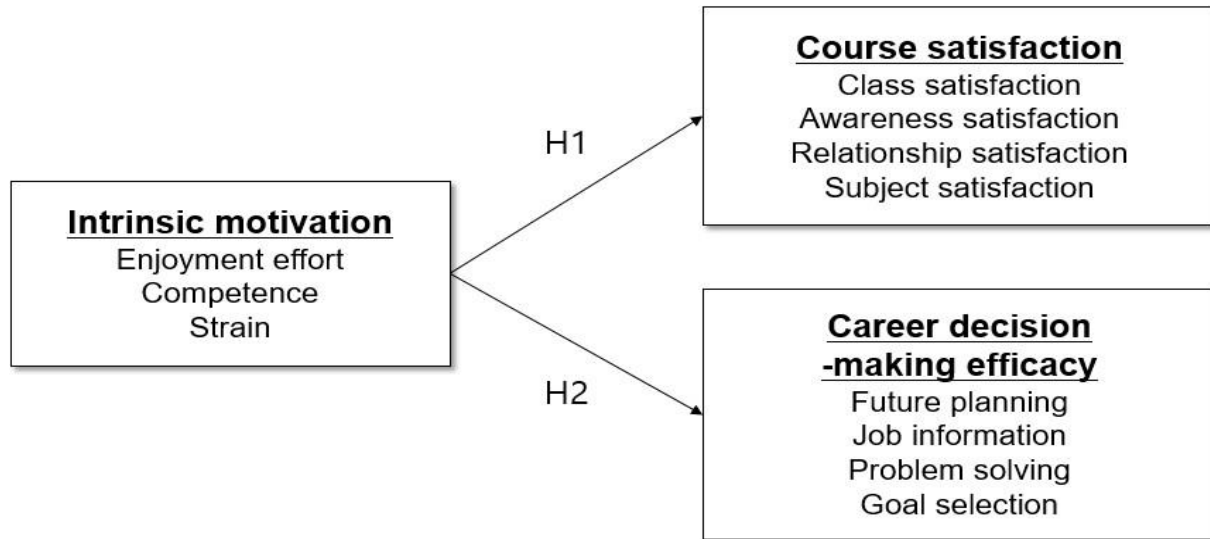 Course satisfaction
Class satisfaction
Awareness satisfaction
Relationship satisfaction
Subject satisfaction
H1
Intrinsic motivation
Enjoyment effort
Competence
Strain
H2
Career decision
-making efficacy
Future planning
Job information
Problem solving
Goal selection